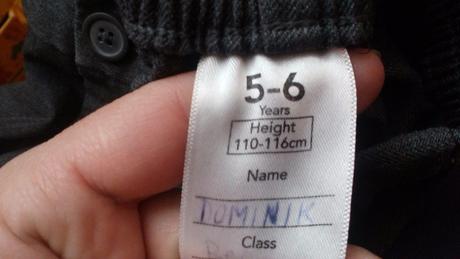 5-6
Years
Height
110-116cm
Name
DOMINIK
Class